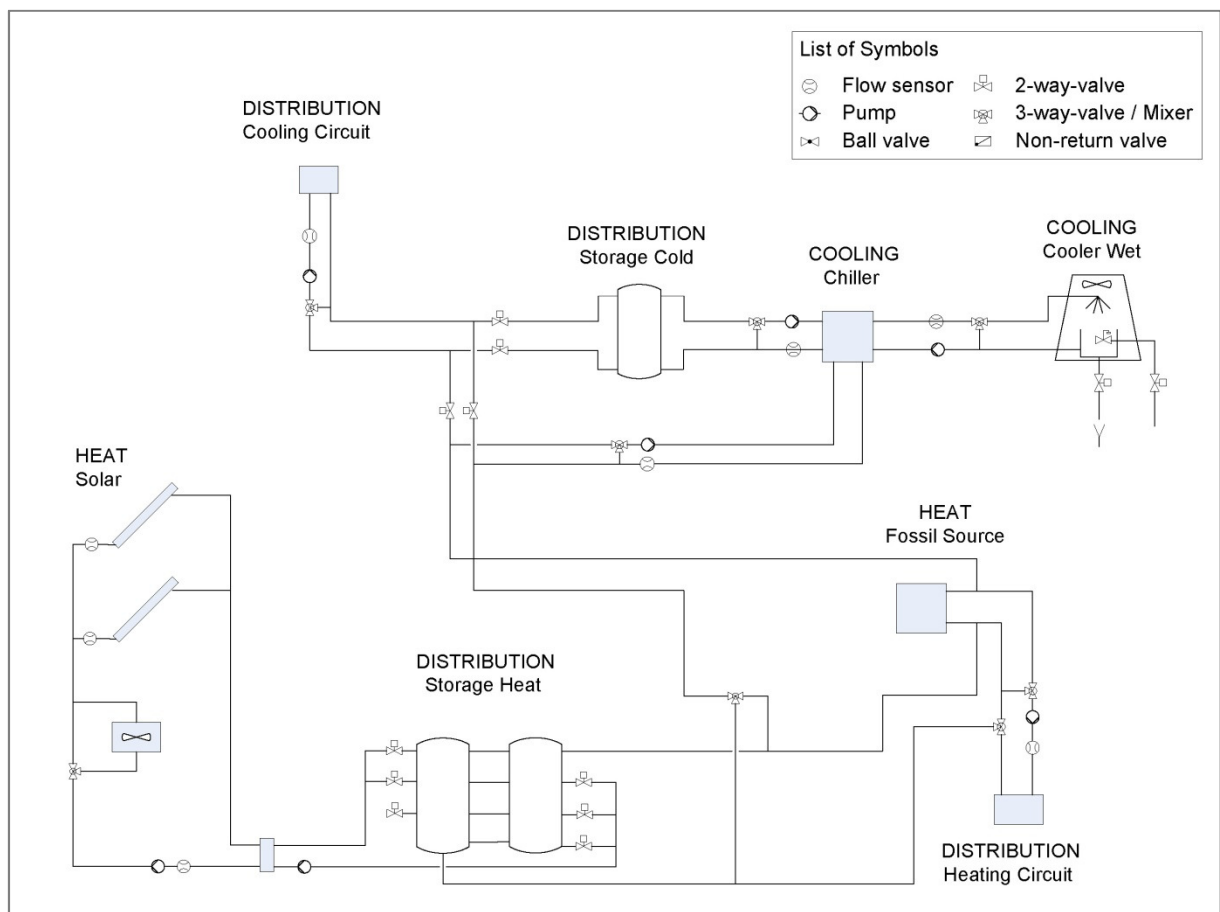 List of Symbols
Flow sensor
2-way-valve
Pump
3-way-valve / Mixer
Ball valve
Non-return valve
DISTRIBUTION
Cooling Circuit
DISTRIBUTION
Storage Cold
COOLING
Chiller
COOLING
Cooler Wet
HEAT
Solar
HEAT
Fossil Source
DISTRIBUTION
Storage Heat
DISTRIBUTION
Heating Circuit